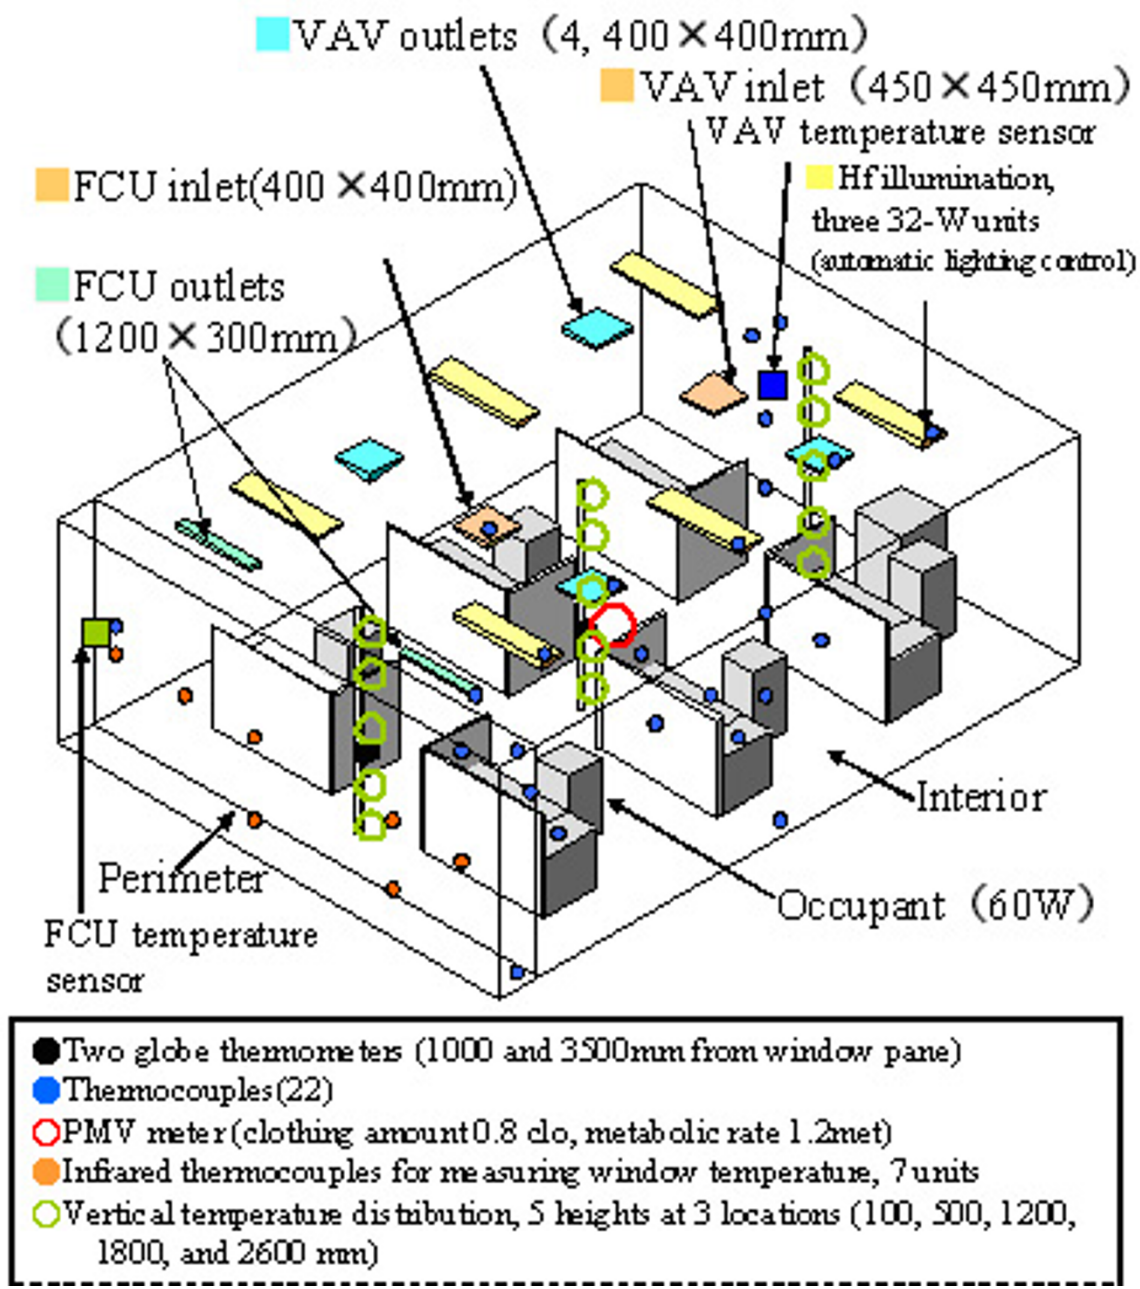 VAV outlets（4, 400×400mm）
VAV inlet（450×450mm）
VAV temperature sensor
FCU inlet(400 ×400mm)
Hf illumination,
three 32-W units
(automatic lighting control)
FCU outlets
（1200×300mm）
Interior
Perimeter
Occupant（60W）
FCU temperature
sensor
Two globe thermometers (1000 and 3500mm from window pane)
Thermocouples(22)
PMV meter (clothing amount 0.8 clo, metabolic rate 1.2met)
Infrared thermocouples for measuring window temperature, 7 units
Vertical temperature distribution, 5 heights at 3 locations (100, 500, 1200,
1800, and 2600 mm)